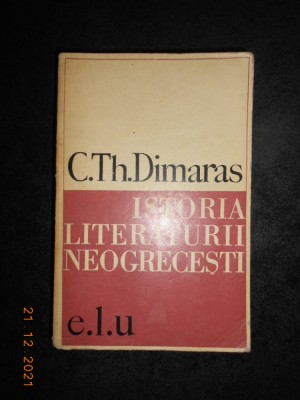 C.Th.Dimaras
ISTORIA
LITERATURII
NEOGRECEȘTI
e.l.u
21.12.2021